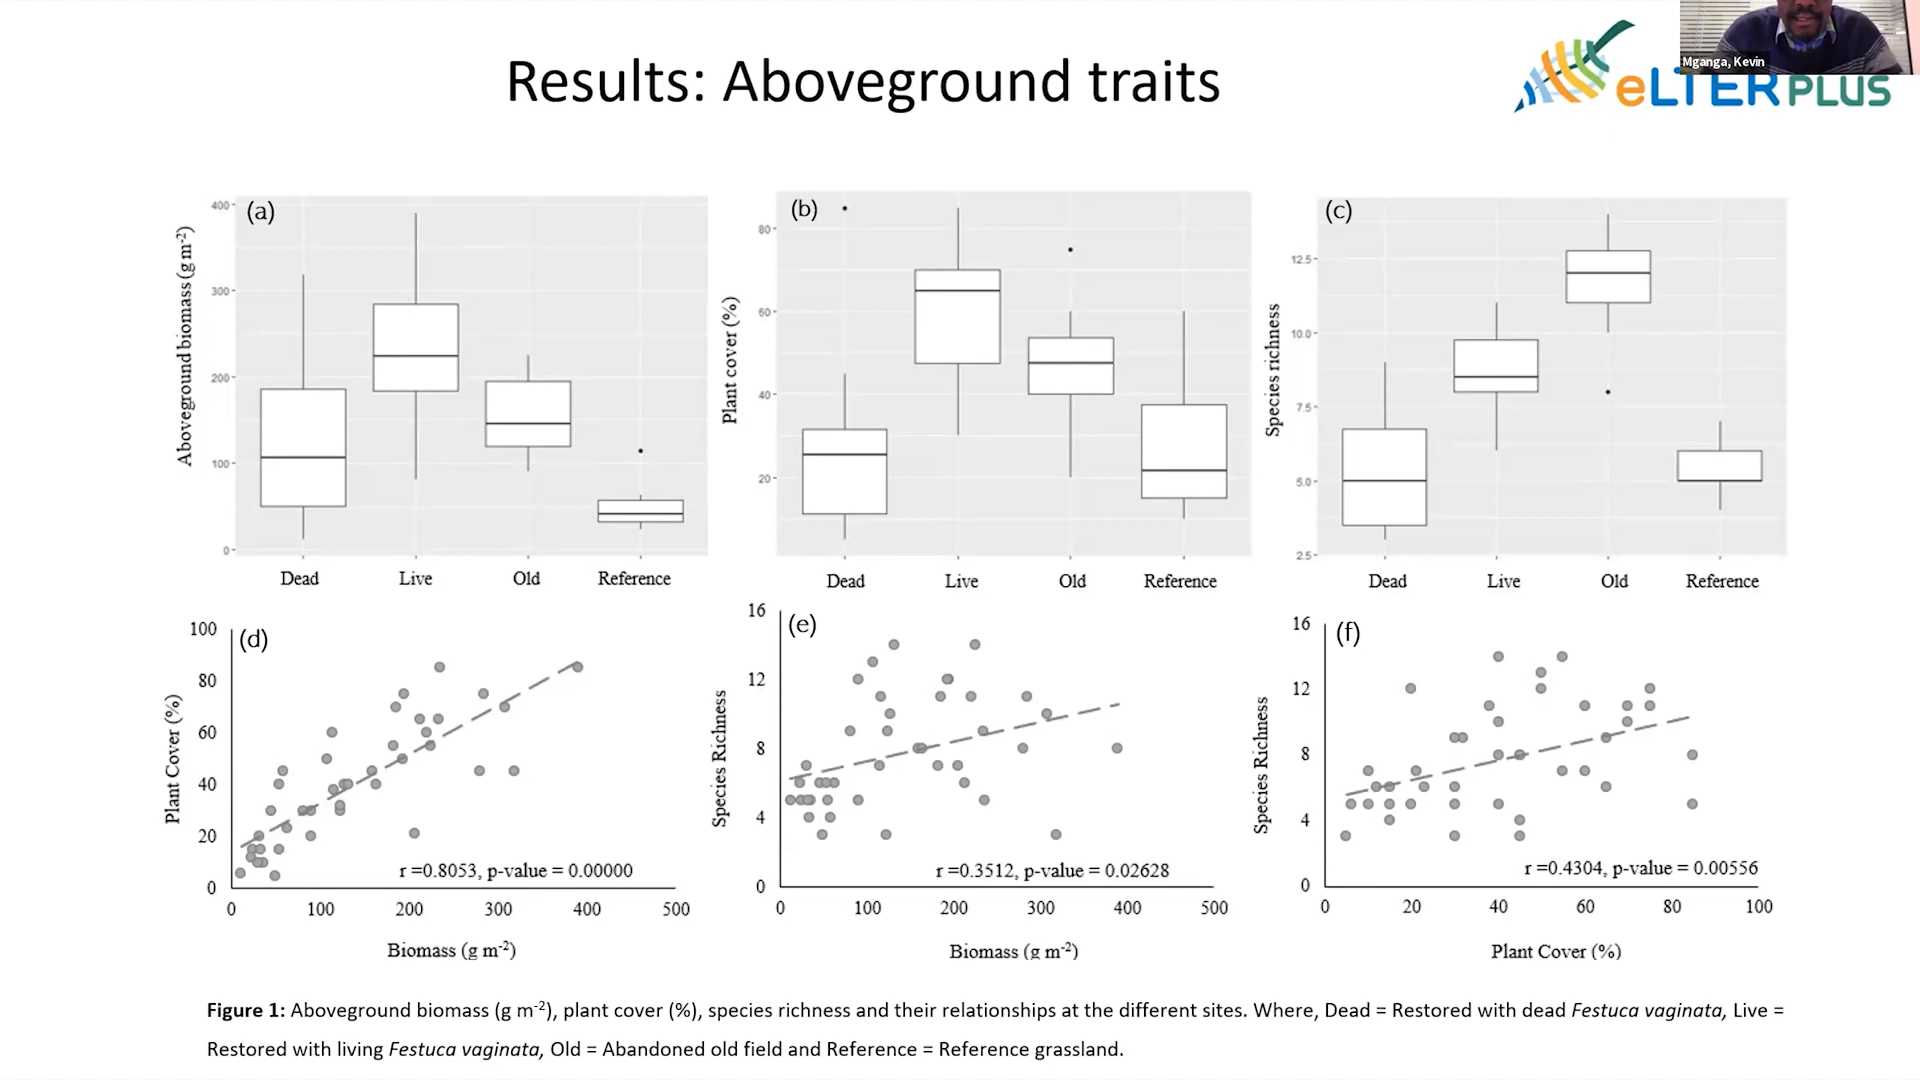 Results: Aboveground traits
Mganga, Kevin
eLTER PLUS
(a)
Aboveground biomass (g m-2)
400
300
200
100
0
Dead Live Old Reference
(b)
Plant cover (%)
80
60
40
20
Dead Live Old Reference
(c)
Species richness
12.5
10.0
7.5
5.0
2.5
Dead Live Old Reference
(d)
Plant Cover (%)
100
80
60
40
20
0
r =0.8053, p-value = 0.00000
0 100 200 300 400 500
Biomass (g m-2)
(e)
Species Richness
16
12
8
4
0
r =0.3512, p-value = 0.02628
0 100 200 300 400 500
Biomass (g m-2)
(f)
Species Richness
16
12
8
4
0
r =0.4304, p-value = 0.00556
0 20 40 60 80 100
Plant Cover (%)
Figure 1: Aboveground biomass (g m-2), plant cover (%), species richness and their relationships at the different sites. Where, Dead = Restored with dead Festuca vaginata, Live =
Restored with living Festuca vaginata, Old = Abandoned old field and Reference = Reference grassland.